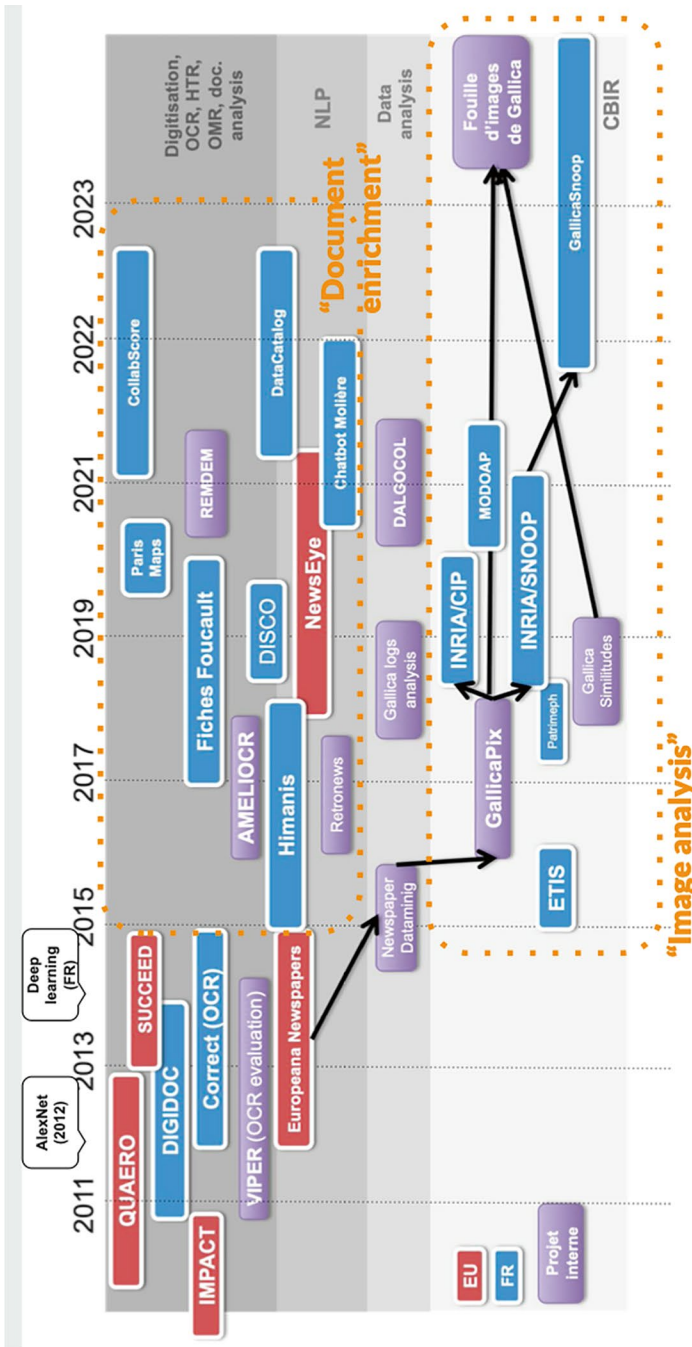 AlexNet
(2012)
Deep
learning
(FR)
2011
2013
2015
2017
2019
2021
2022
2023
Digitisation,
OCR, HTR,
OMR, doc.
analysis
QUAERO
SUCCEED
Paris
Maps
CollabScore
DIGIDOC
IMPACT
Correct (OCR)
Fiches Foucault
REMDEM
VIPER (OCR evaluation)
AMELIOCR
DISCO
DataCatalog
Europeana Newspapers
Himanis
NewsEye
NLP
Retronews
Chatbot Molière
“Document
enrichment”
Newspaper
Dataminig
Gallica logs
analysis
DALGOCOL
Data
analysis
EU
FR
Projet
interne
INRIA/CIP
MODOAP
Fouille
d'images
de Gallica
GallicaPix
INRIA/SNOOP
ETIS
Patrimeph
GallicaSnoop
Gallica
Similitudes
CBIR
“Image analysis”